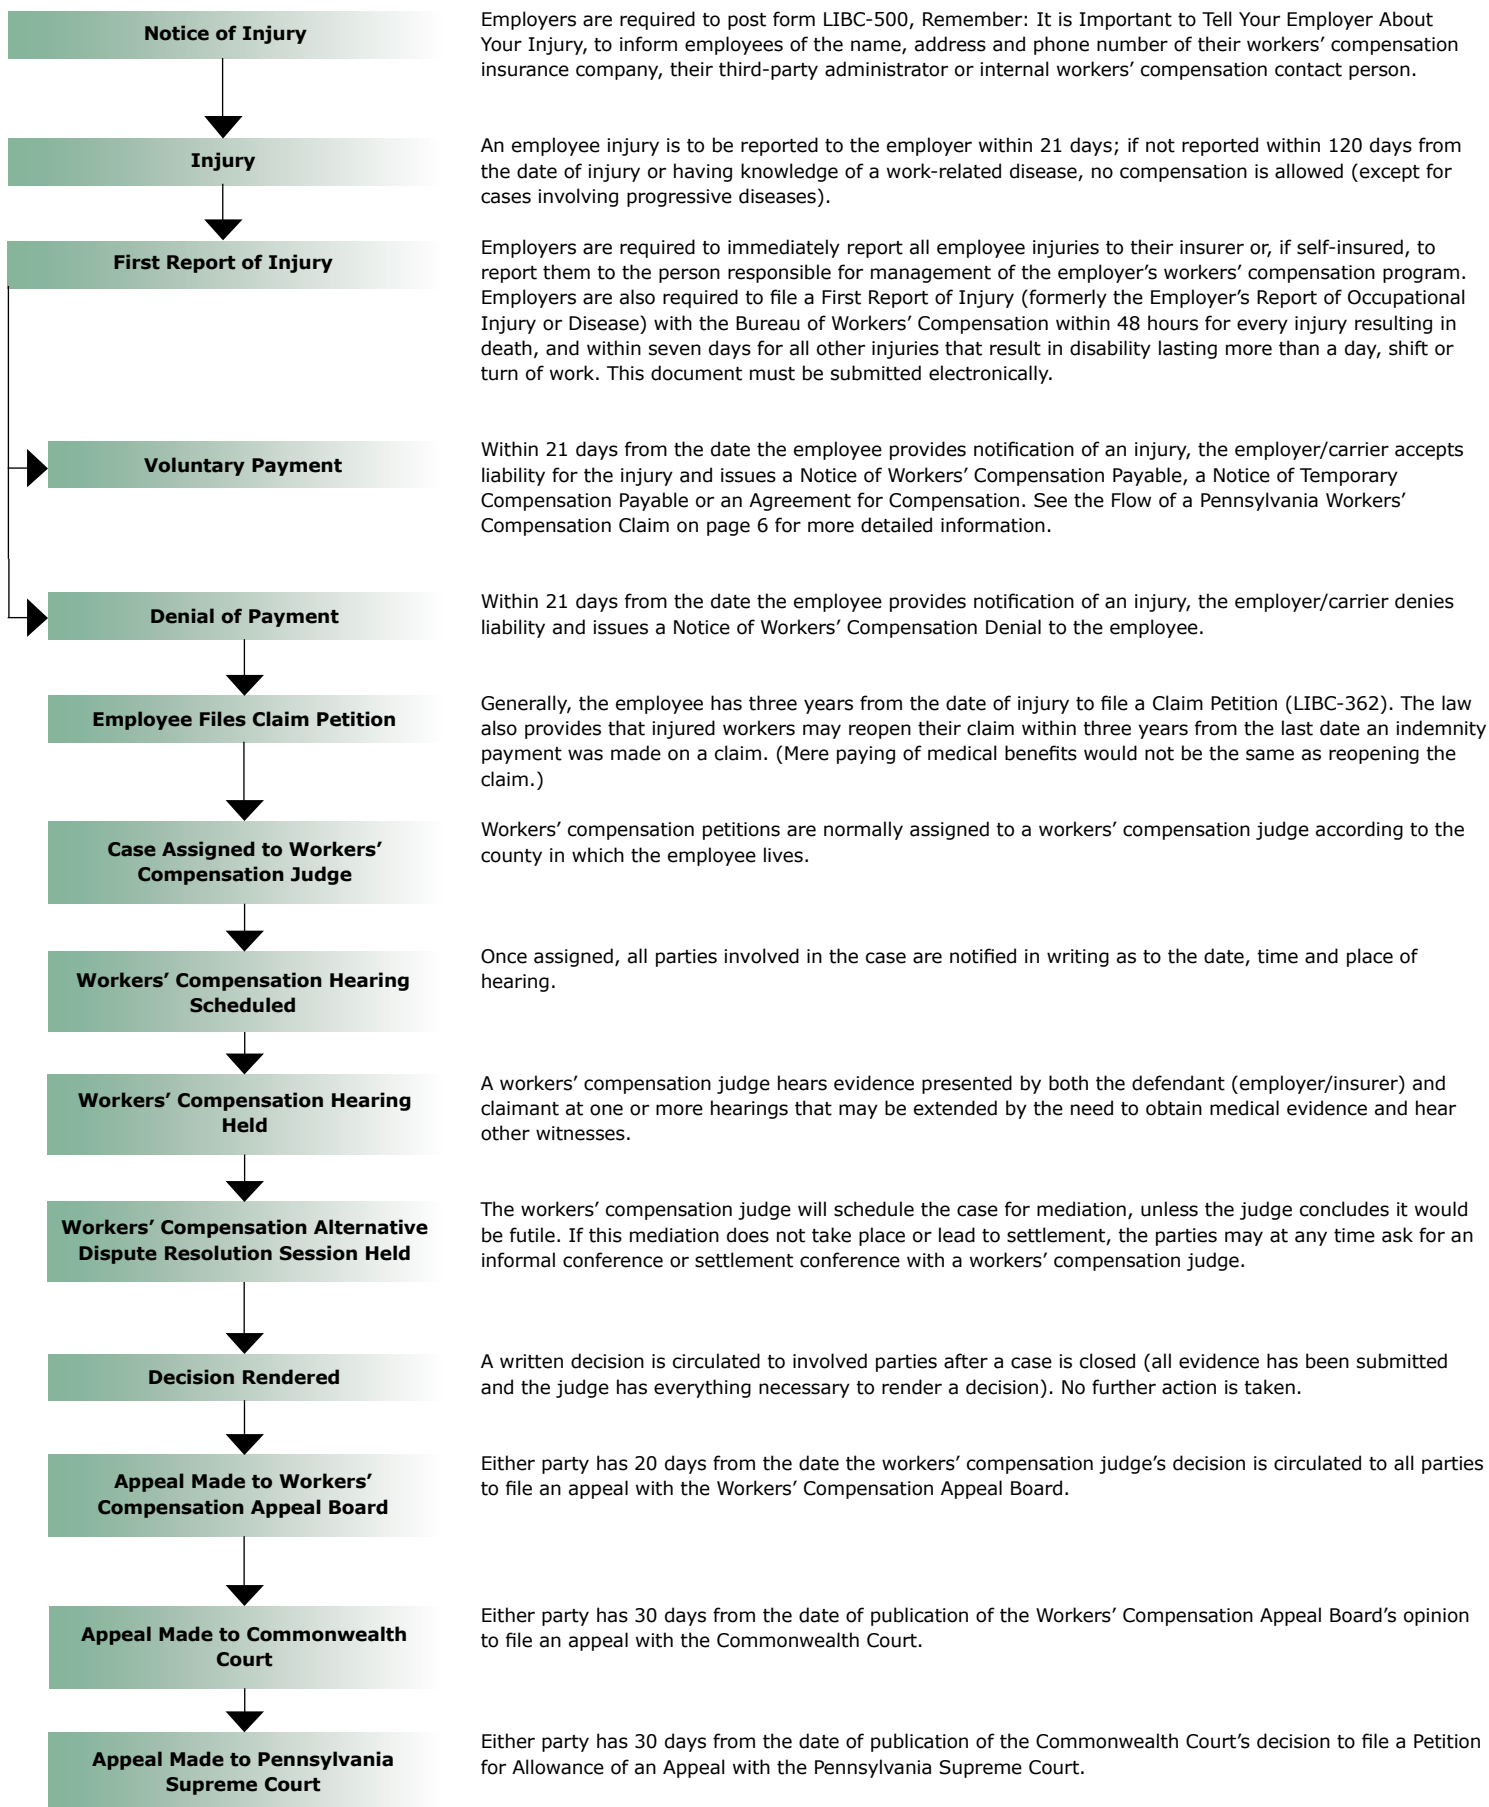 Notice of Injury
Employers are required to post form LIBC-500, Remember: It is Important to Tell Your Employer About
Your Injury, to inform employees of the name, address and phone number of their workers’ compensation
insurance company, their third-party administrator or internal workers’ compensation contact person.
Injury
An employee injury is to be reported to the employer within 21 days; if not reported within 120 days from
the date of injury or having knowledge of a work-related disease, no compensation is allowed (except for
cases involving progressive diseases).
First Report of Injury
Employers are required to immediately report all employee injuries to their insurer or, if self-insured, to
report them to the person responsible for management of the employer’s workers’ compensation program.
Employers are also required to file a First Report of Injury (formerly the Employer’s Report of Occupational
Injury or Disease) with the Bureau of Workers’ Compensation within 48 hours for every injury resulting in
death, and within seven days for all other injuries that result in disability lasting more than a day, shift or
turn of work. This document must be submitted electronically.
Voluntary Payment
Within 21 days from the date the employee provides notification of an injury, the employer/carrier accepts
liability for the injury and issues a Notice of Workers’ Compensation Payable, a Notice of Temporary
Compensation Payable or an Agreement for Compensation. See the Flow of a Pennsylvania Workers’
Compensation Claim on page 6 for more detailed information.
Denial of Payment
Within 21 days from the date the employee provides notification of an injury, the employer/carrier denies
liability and issues a Notice of Workers’ Compensation Denial to the employee.
Employee Files Claim Petition
Generally, the employee has three years from the date of injury to file a Claim Petition (LIBC-362). The law
also provides that injured workers may reopen their claim within three years from the last date an indemnity
payment was made on a claim. (Mere paying of medical benefits would not be the same as reopening the
claim.)
Case Assigned to Workers’
Compensation Judge
Workers’ compensation petitions are normally assigned to a workers’ compensation judge according to the
county in which the employee lives.
Workers’ Compensation Hearing
Scheduled
Once assigned, all parties involved in the case are notified in writing as to the date, time and place of
hearing.
Workers’ Compensation Hearing
Held
A workers’ compensation judge hears evidence presented by both the defendant (employer/insurer) and
claimant at one or more hearings that may be extended by the need to obtain medical evidence and hear
other witnesses.
Workers’ Compensation Alternative
Dispute Resolution Session Held
The workers’ compensation judge will schedule the case for mediation, unless the judge concludes it would
be futile. If this mediation does not take place or lead to settlement, the parties may at any time ask for an
informal conference or settlement conference with a workers’ compensation judge.
Decision Rendered
A written decision is circulated to involved parties after a case is closed (all evidence has been submitted
and the judge has everything necessary to render a decision). No further action is taken.
Appeal Made to Workers’
Compensation Appeal Board
Either party has 20 days from the date the workers’ compensation judge’s decision is circulated to all parties
to file an appeal with the Workers’ Compensation Appeal Board.
Appeal Made to Commonwealth
Court
Either party has 30 days from the date of publication of the Workers’ Compensation Appeal Board’s opinion
to file an appeal with the Commonwealth Court.
Appeal Made to Pennsylvania
Supreme Court
Either party has 30 days from the date of publication of the Commonwealth Court’s decision to file a Petition
for Allowance of an Appeal with the Pennsylvania Supreme Court.